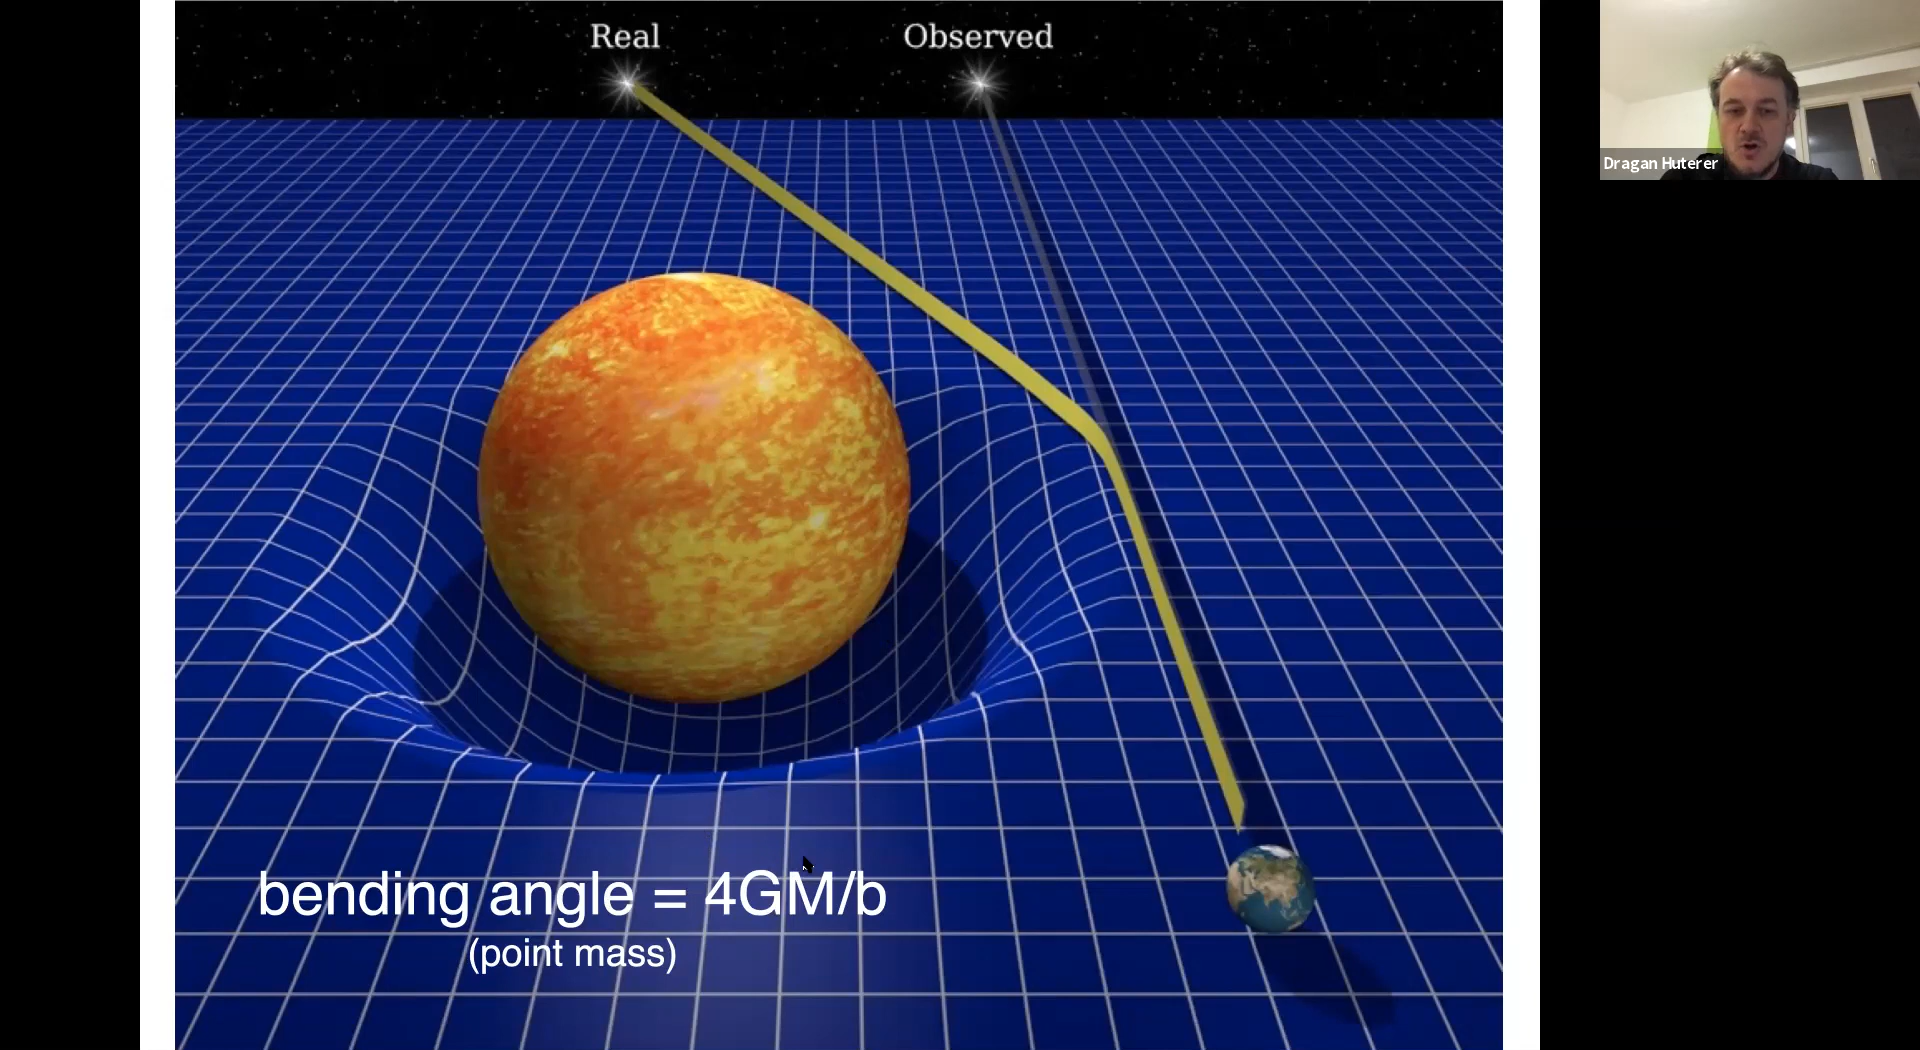 Real
Observed
Dragan Huterer
bending angle = 4GM/b
(point mass)